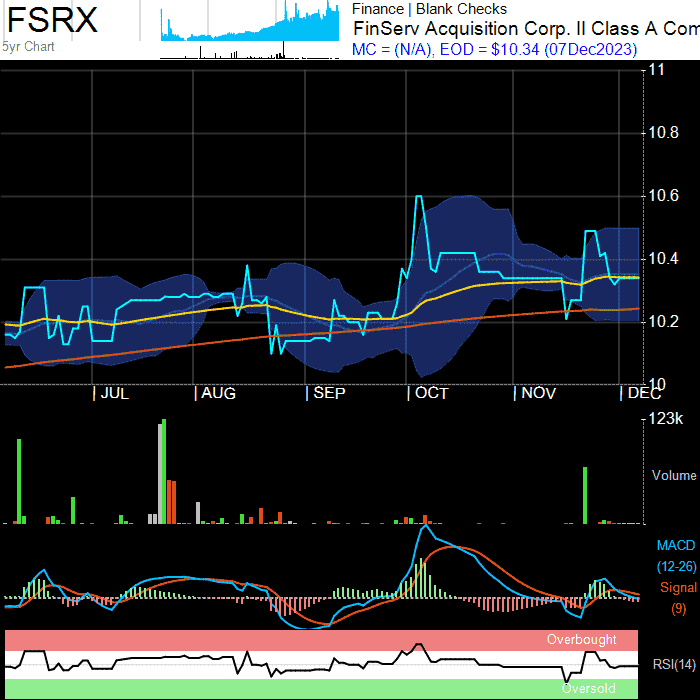 FSRX
5yr Chart
Finance | Blank Checks
FinServ Acquisition Corp. II Class A Com
MC = (N/A), EOD = $10.34 (07Dec2023)
11
10.8
10.6
10.4
10.2
10
| JUL | AUG | SEP | OCT | NOV | DEC
123k
Volume
MACD
(12-26)
Signal
(9)
Overbought
RSI(14)
Oversold